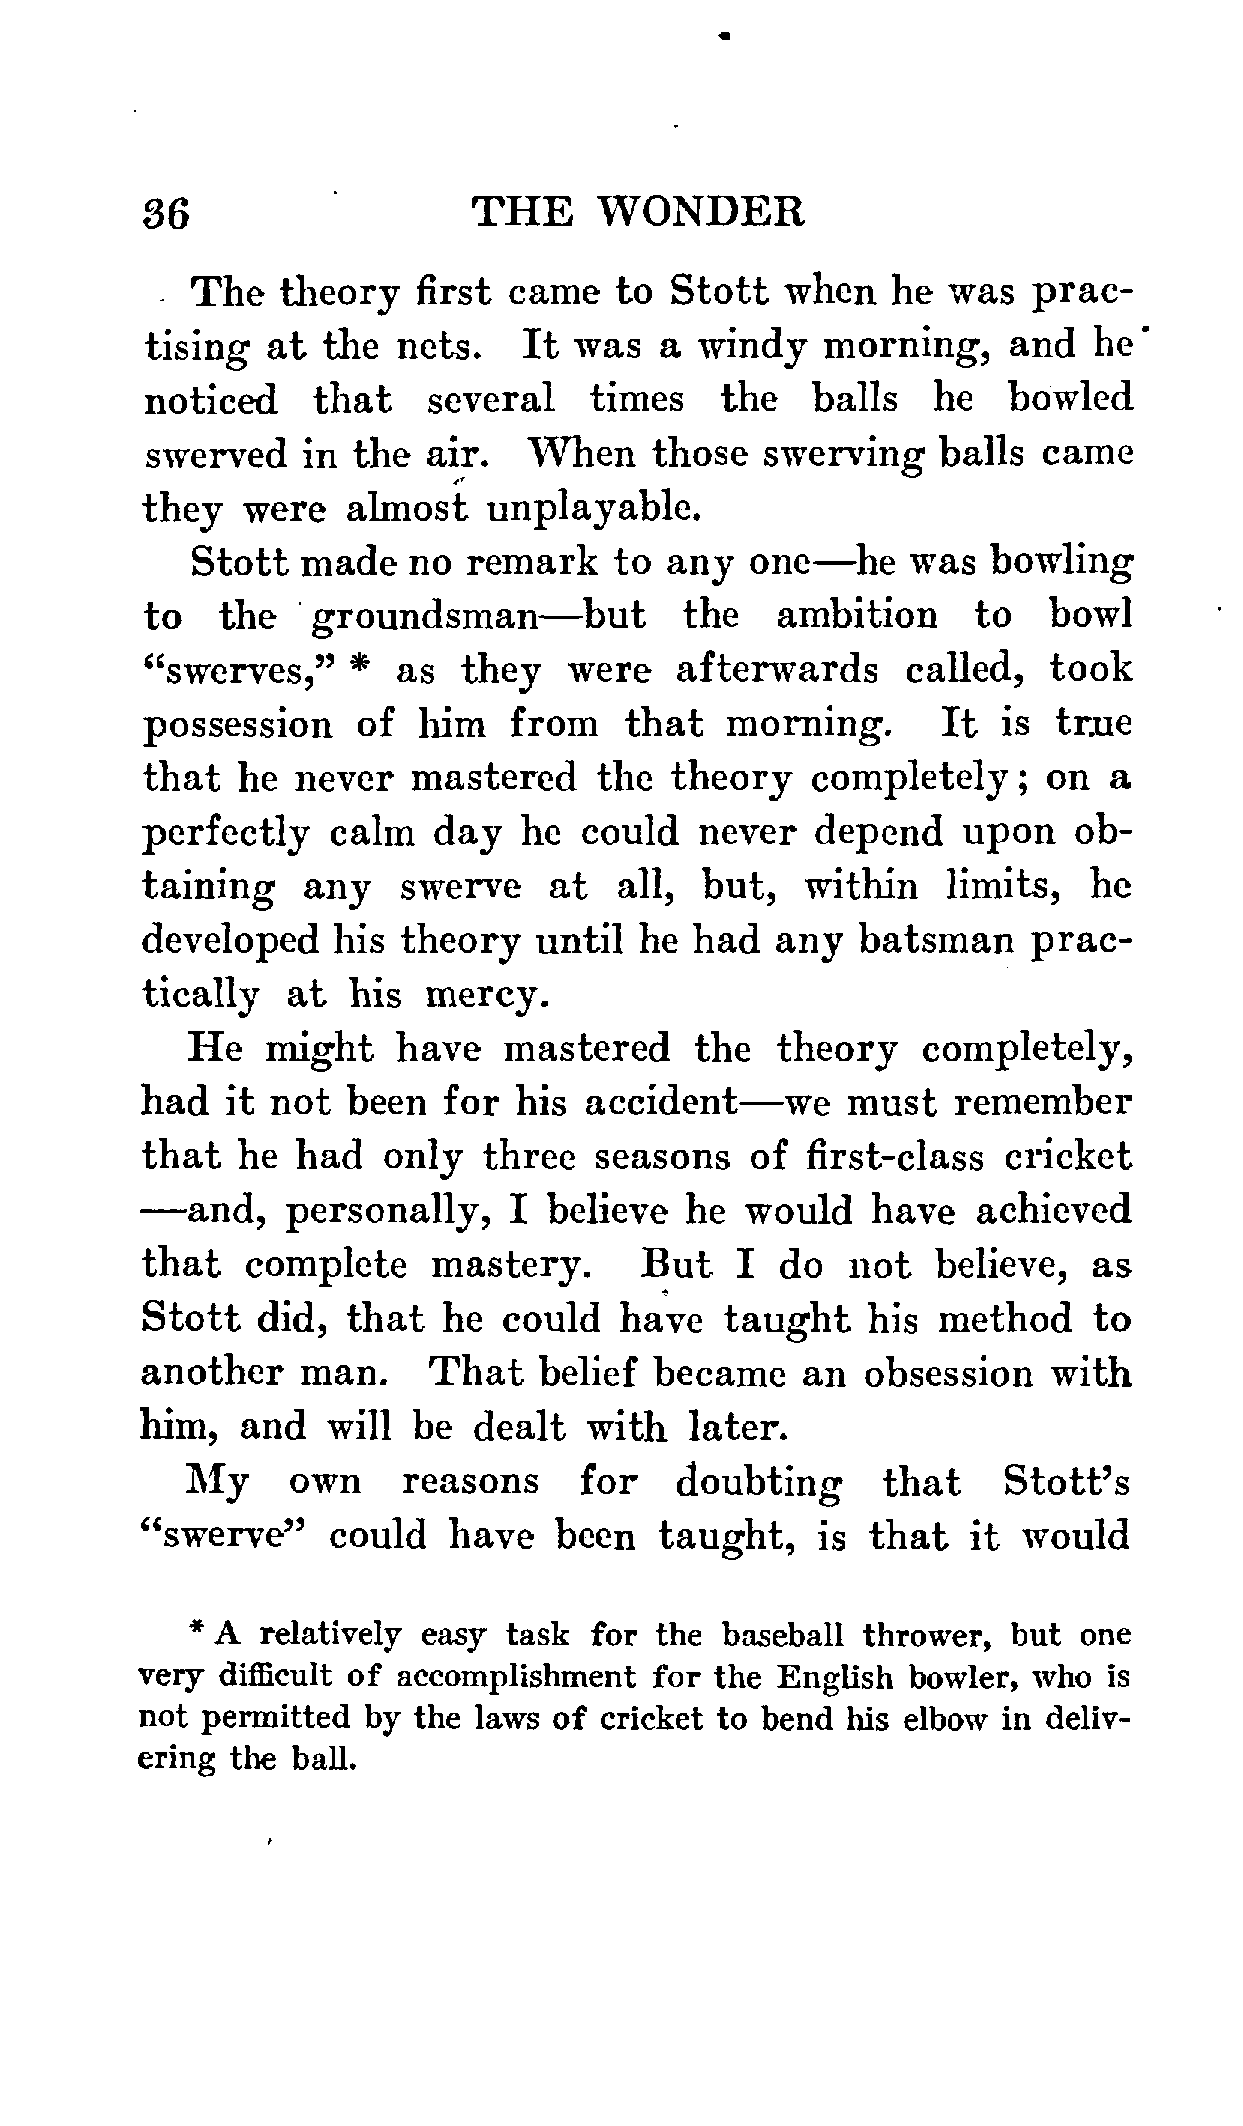 36 THE WONDER
The theory first came to Stott when he was prac-
tising at the nets. It was a windy morning, and he
noticed that several times the balls he bowled
swerved in the air. When those swerving balls came
they were almost unplayable.
Stott made no remark to any one—he was bowling
to the groundsman—but the ambition to bowl
“swerves,” * as they were afterwards called, took
possession of him from that morning. It is true
that he never mastered the theory completely; on a
perfectly calm day he could never depend upon ob-
taining any swerve at all, but, within limits, he
developed his theory until he had any batsman prac-
tically at his mercy.
He might have mastered the theory completely,
had it not been for his accident—we must remember
that he had only three seasons of first-class cricket
—and, personally, I believe he would have achieved
that complete mastery. But I do not believe, as
Stott did, that he could have taught his method to
another man. That belief became an obsession with
him, and will be dealt with later.
My own reasons for doubting that Stott’s
“swerve” could have been taught, is that it would
* A relatively easy task for the baseball thrower, but one
very difficult of accomplishment for the English bowler, who is
not permitted by the laws of cricket to bend his elbow in deliv-
ering the ball.